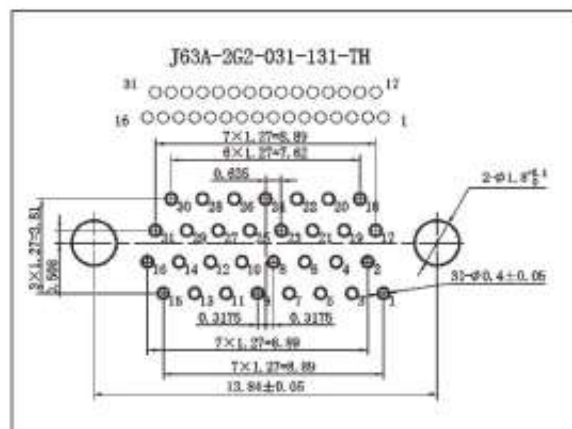 J63A-2G2-031-131-TH
31 17
16 1
7×1.27=8.89
6×1.27=7.62
0.635
2-Ø1.8
30 28 26 24 22 20 18
31 29 27 25 23 21 19 17
3×1.27=3.81
16 14 12 10 8 6 4 2
31-Ø0.4±0.05
15 13 11 9 7 5 3 1
0.3175 0.3175
7×1.27=8.89
7×1.27=8.89
13.84±0.05